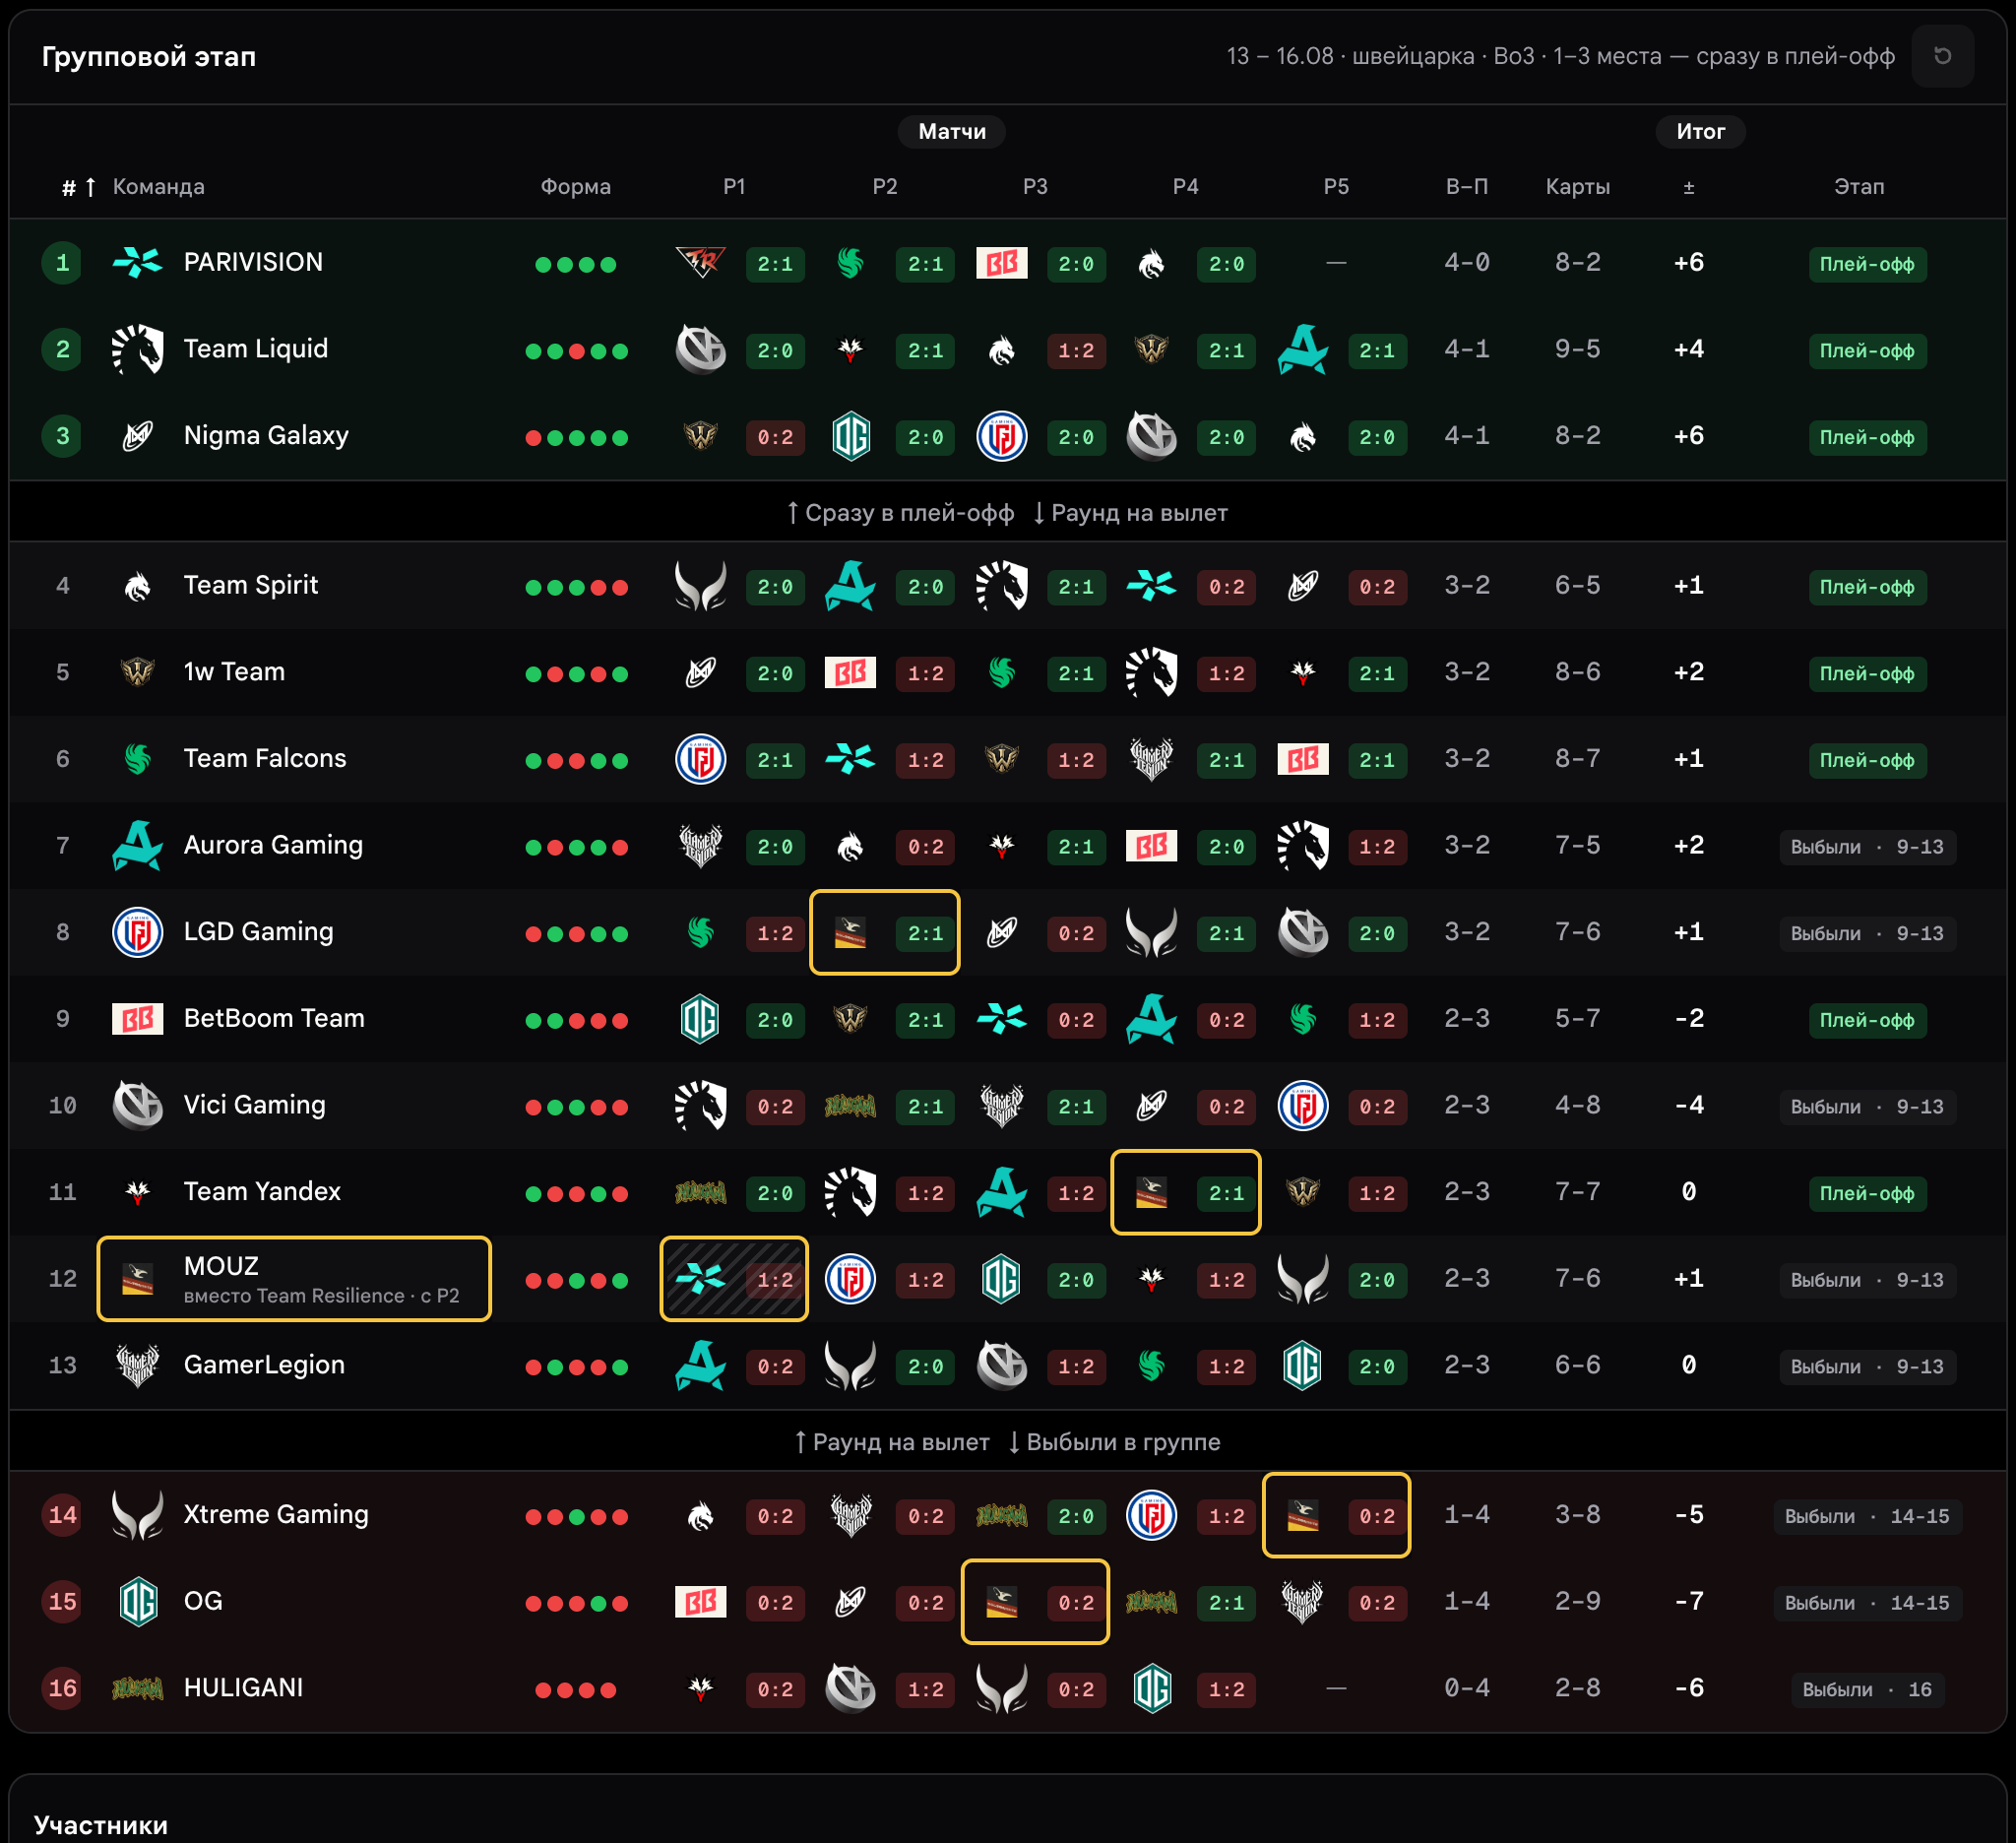 Групповой этап
13 – 16.08 · швейцарка · Bo3 · 1–3 места — сразу в плей-офф
Матчи Итог
# ↑ Команда Форма Р1 Р2 Р3 Р4 Р5 В–П Карты ± Этап
1 PARIVISION 2:1 2:1 2:0 2:0 — 4–0 8–2 +6 Плей-офф
2 Team Liquid 2:0 2:1 1:2 2:1 2:1 4–1 9–5 +4 Плей-офф
3 Nigma Galaxy 0:2 2:0 2:0 2:0 2:0 4–1 8–2 +6 Плей-офф
↑ Сразу в плей-офф ↓ Раунд на вылет
4 Team Spirit 2:0 2:0 2:1 0:2 0:2 3–2 6–5 +1 Плей-офф
5 1w Team 2:0 1:2 2:1 1:2 2:1 3–2 8–6 +2 Плей-офф
6 Team Falcons 2:1 1:2 1:2 2:1 2:1 3–2 8–7 +1 Плей-офф
7 Aurora Gaming 2:0 0:2 2:1 2:0 1:2 3–2 7–5 +2 Выбыли · 9–13
8 LGD Gaming 1:2 2:1 0:2 2:1 2:0 3–2 7–6 +1 Выбыли · 9–13
9 BetBoom Team 2:0 2:1 0:2 0:2 1:2 2–3 5–7 -2 Плей-офф
10 Vici Gaming 0:2 2:1 2:1 0:2 0:2 2–3 4–8 -4 Выбыли · 9–13
11 Team Yandex 2:0 1:2 1:2 2:1 1:2 2–3 7–7 0 Плей-офф
12 MOUZ 1:2 1:2 2:0 1:2 2:0 2–3 7–6 +1 Выбыли · 9–13
вместо Team Resilience · с Р2
13 GamerLegion 0:2 2:0 1:2 1:2 2:0 2–3 6–6 0 Выбыли · 9–13
↑ Раунд на вылет ↓ Выбыли в группе
14 Xtreme Gaming 0:2 0:2 2:0 1:2 0:2 1–4 3–8 -5 Выбыли · 14–15
15 OG 0:2 0:2 0:2 2:1 0:2 1–4 2–9 -7 Выбыли · 14–15
16 HULIGANI 0:2 1:2 0:2 1:2 — 0–4 2–8 -6 Выбыли · 16
Участники